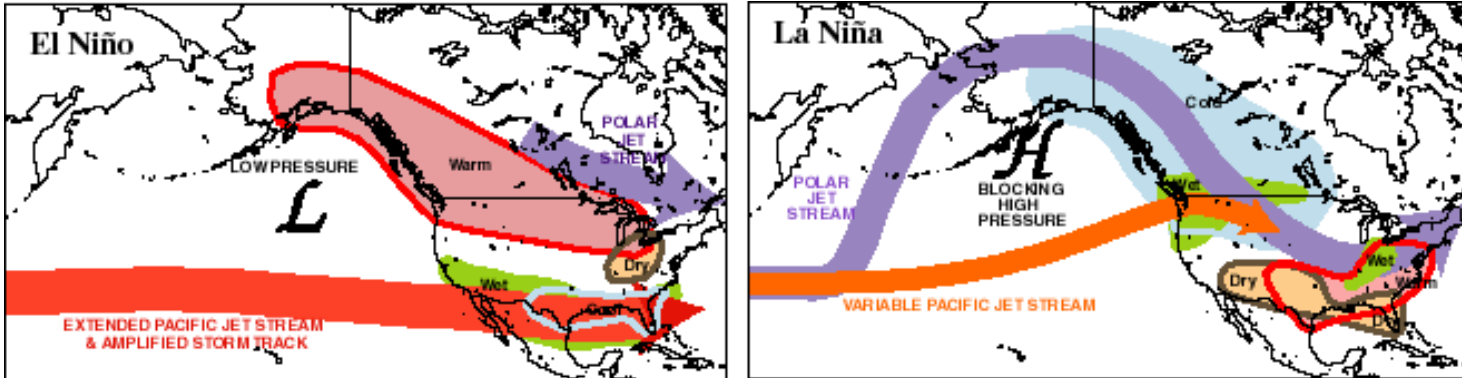 El Niño
POLAR
JET
STREAM
LOW PRESSURE
Warm
L
Dry
Wet
Cool
EXTENDED PACIFIC JET STREAM
& AMPLIFIED STORM TRACK
La Niña
Cold
H
POLAR
JET
STREAM
BLOCKING
HIGH
PRESSURE
Wet
Wet
Dry
Warm
VARIABLE PACIFIC JET STREAM
Dry